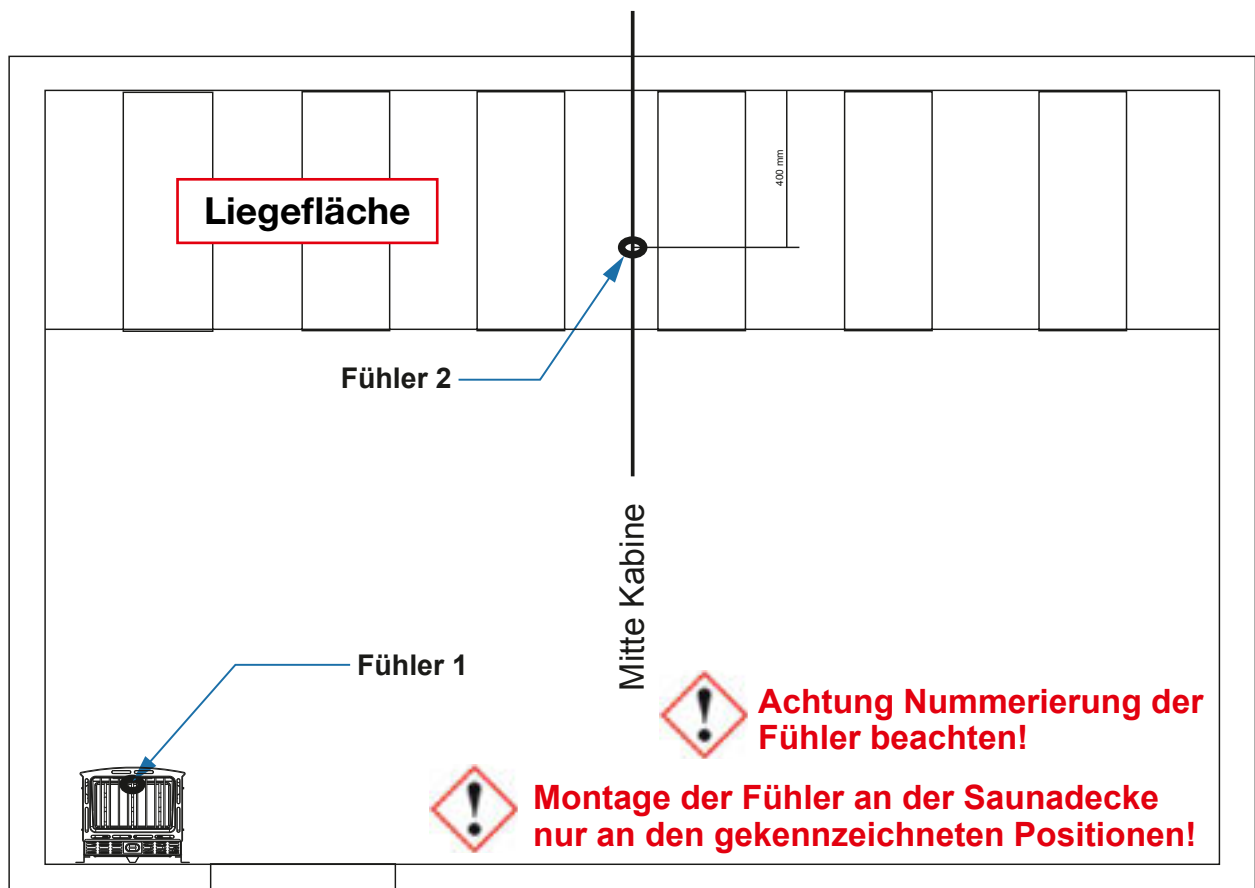 400 mm
Liegefläche
Fühler 2
Mitte Kabine
Fühler 1
Achtung Nummerierung der
Fühler beachten!
Montage der Fühler an der Saunadecke
nur an den gekennzeichneten Positionen!